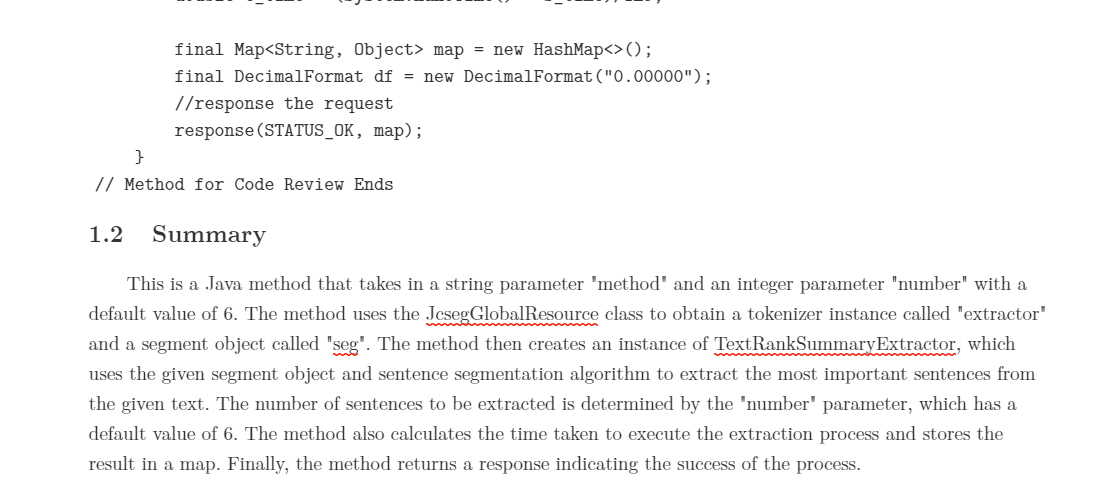 final Map<String, Object> map = new HashMap<>();
final DecimalFormat df = new DecimalFormat("0.00000");
//response the request
response(STATUS_OK, map);
}
// Method for Code Review Ends
1.2 Summary
This is a Java method that takes in a string parameter "method" and an integer parameter "number" with a
default value of 6. The method uses the JcsegGlobalResource class to obtain a tokenizer instance called "extractor"
and a segment object called "seg". The method then creates an instance of TextRankSummaryExtractor, which
uses the given segment object and sentence segmentation algorithm to extract the most important sentences from
the given text. The number of sentences to be extracted is determined by the "number" parameter, which has a
default value of 6. The method also calculates the time taken to execute the extraction process and stores the
result in a map. Finally, the method returns a response indicating the success of the process.